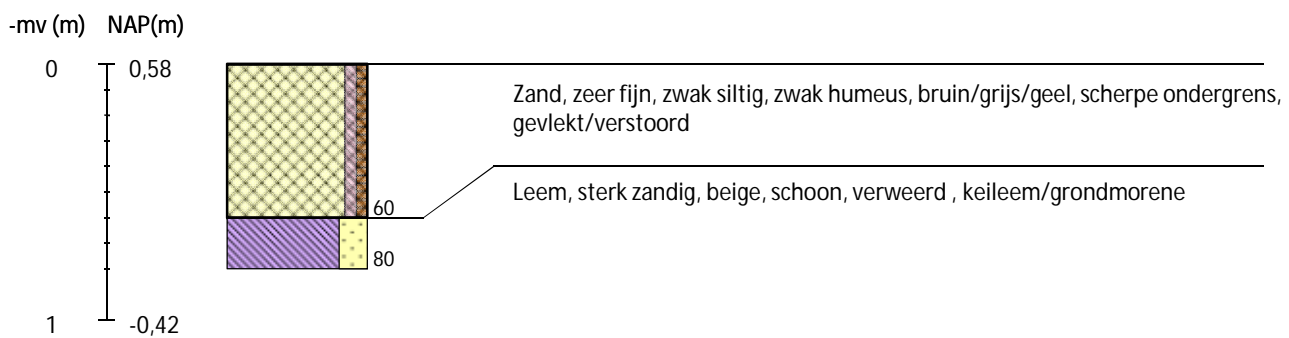 -mv (m) NAP(m)
0 0,58
Zand, zeer fijn, zwak siltig, zwak humeus, bruin/grijs/geel, scherpe ondergrens,
gevlekt/verstoord
Leem, sterk zandig, beige, schoon, verweerd , keileem/grondmorene
60
80
1 -0,42